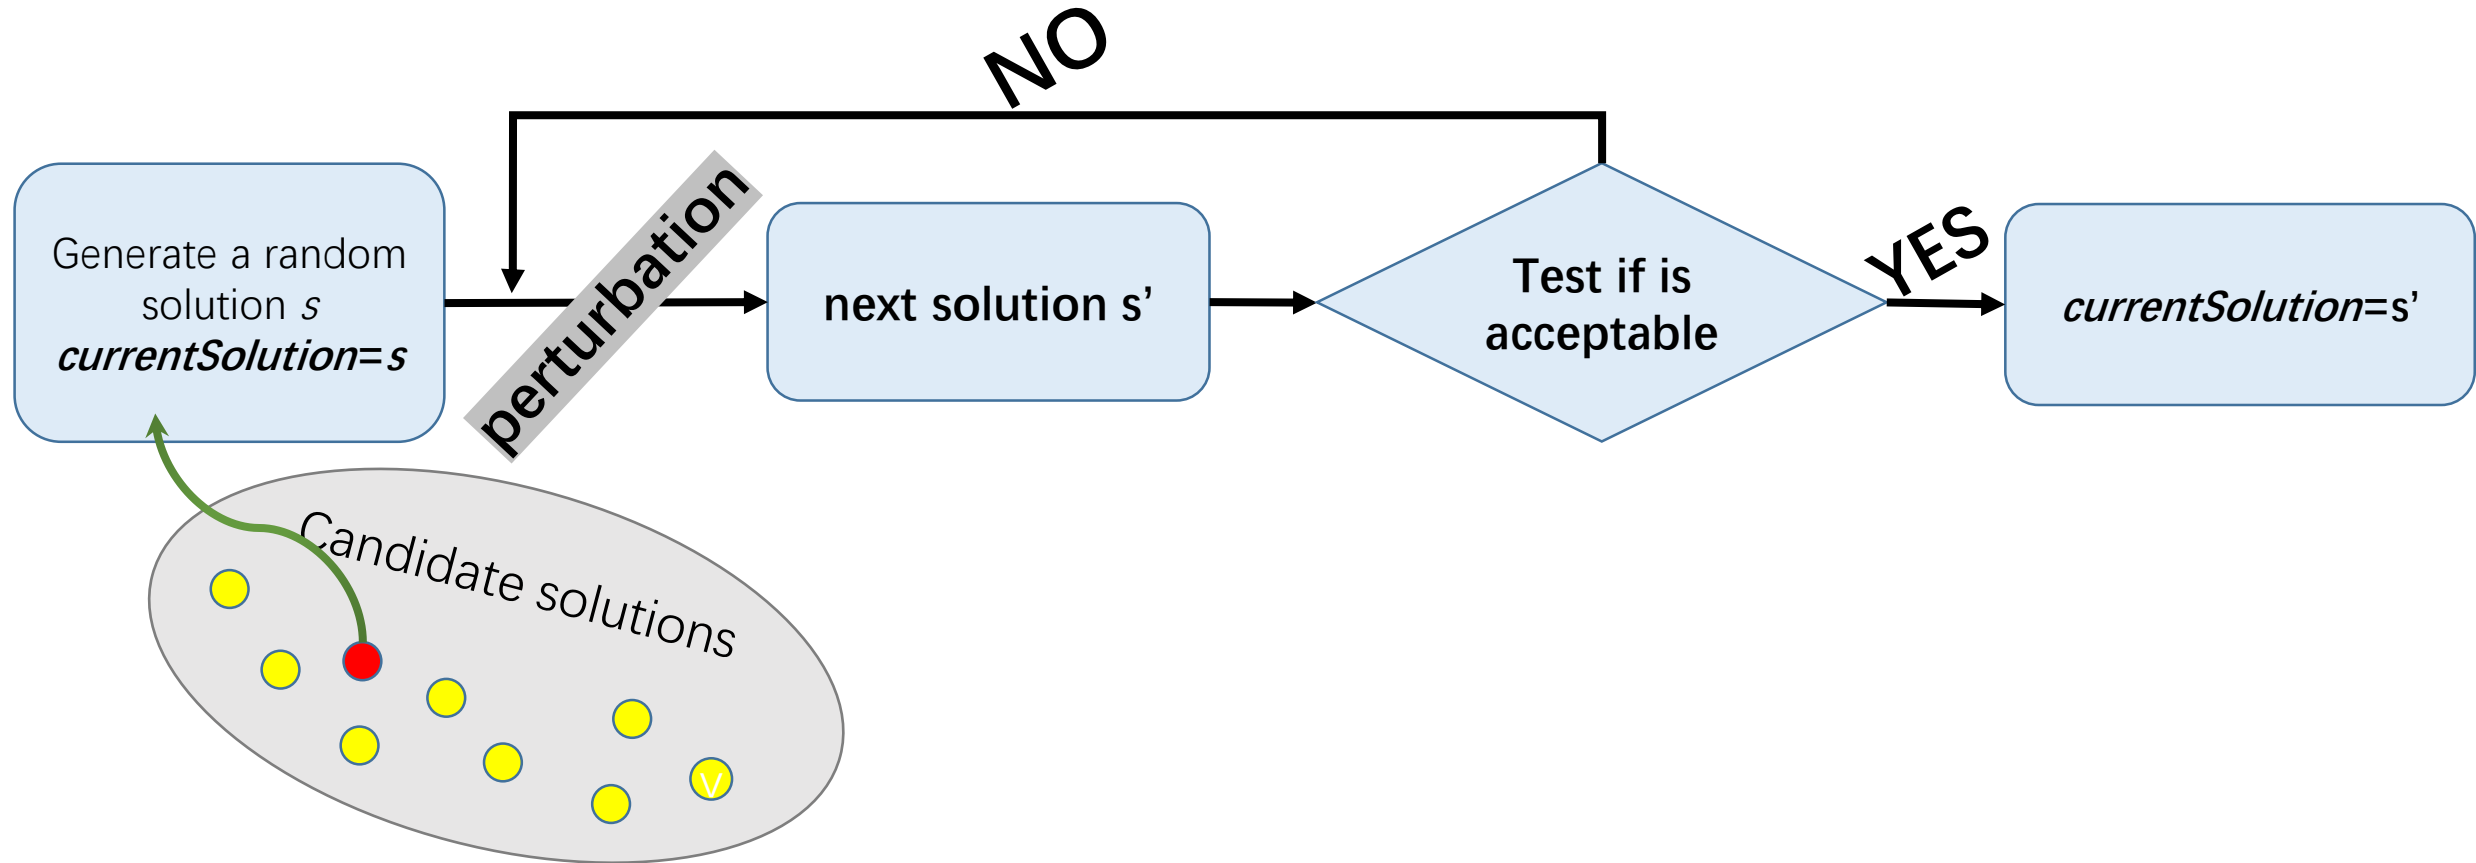 NO
Generate a random
solution s
currentSolution=s
perturbation
next solution s’
Test if is
acceptable
YES
currentSolution=s’
Candidate solutions
V